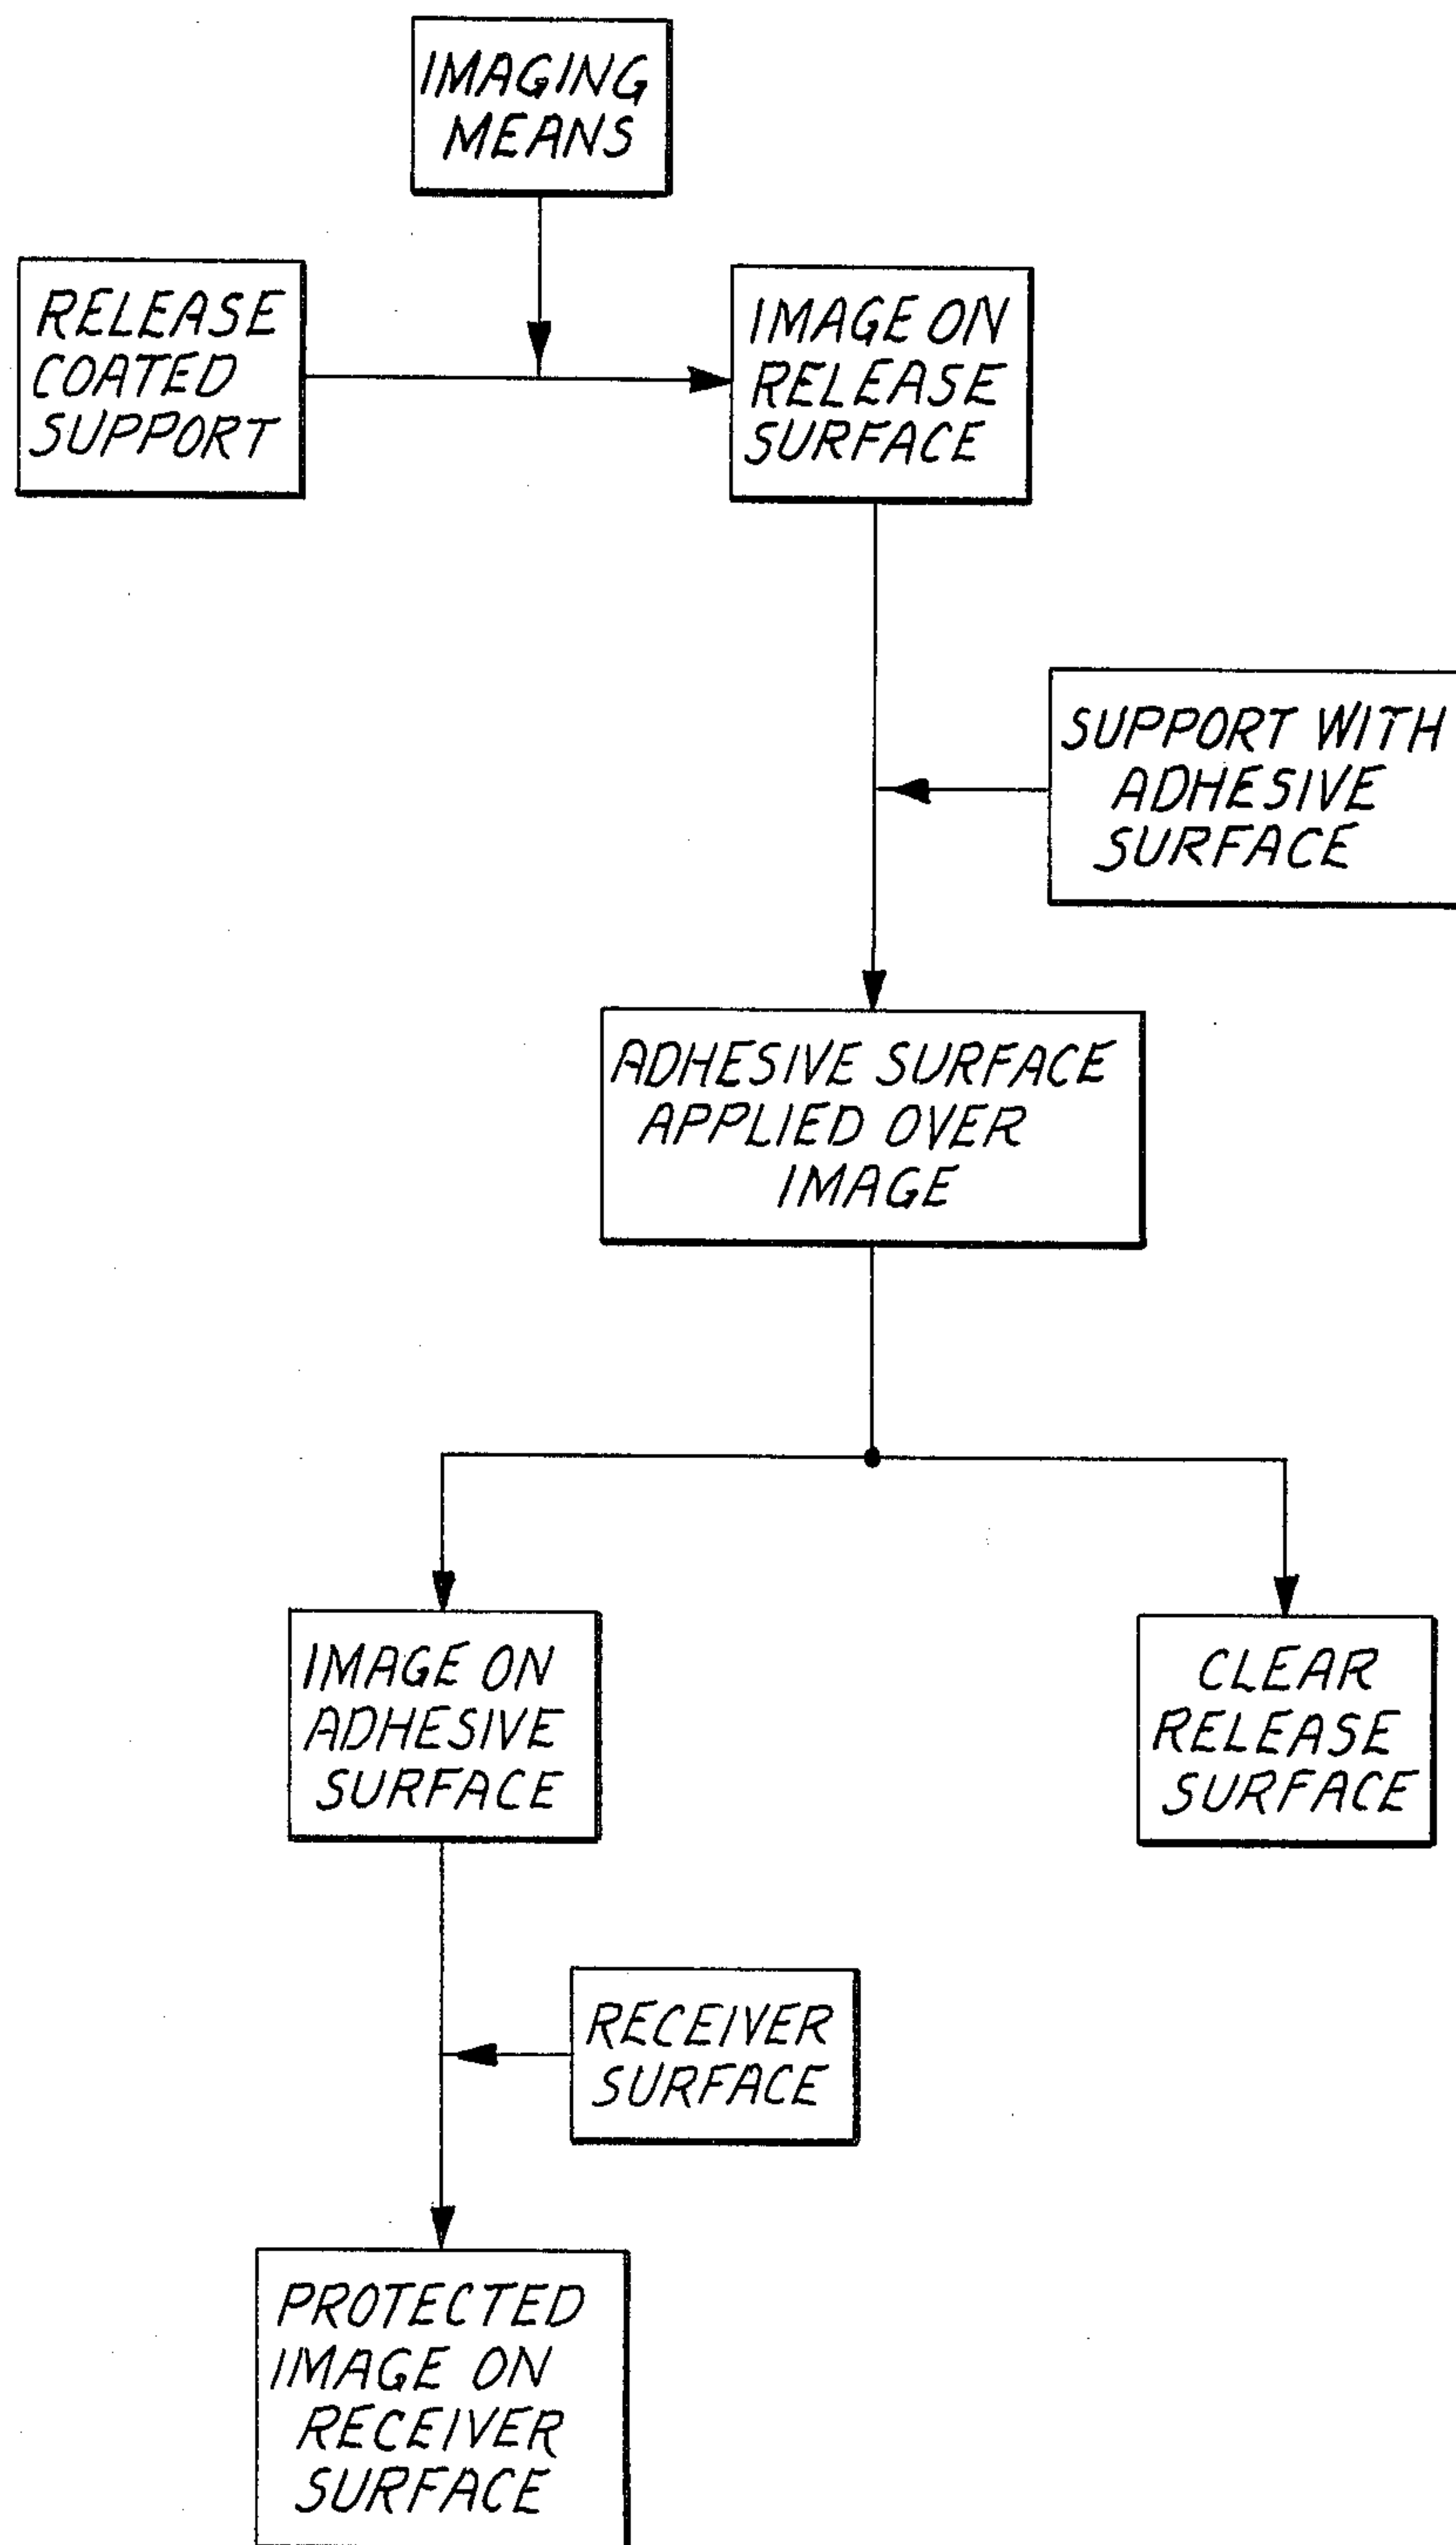 IMAGING
MEANS
RELEASE
COATED
SUPPORT
IMAGE ON
RELEASE
SURFACE
SUPPORT WITH
ADHESIVE
SURFACE
ADHESIVE SURFACE
APPLIED OVER
IMAGE
IMAGE ON
ADHESIVE
SURFACE
CLEAR
RELEASE
SURFACE
RECEIVER
SURFACE
PROTECTED
IMAGE ON
RECEIVER
SURFACE